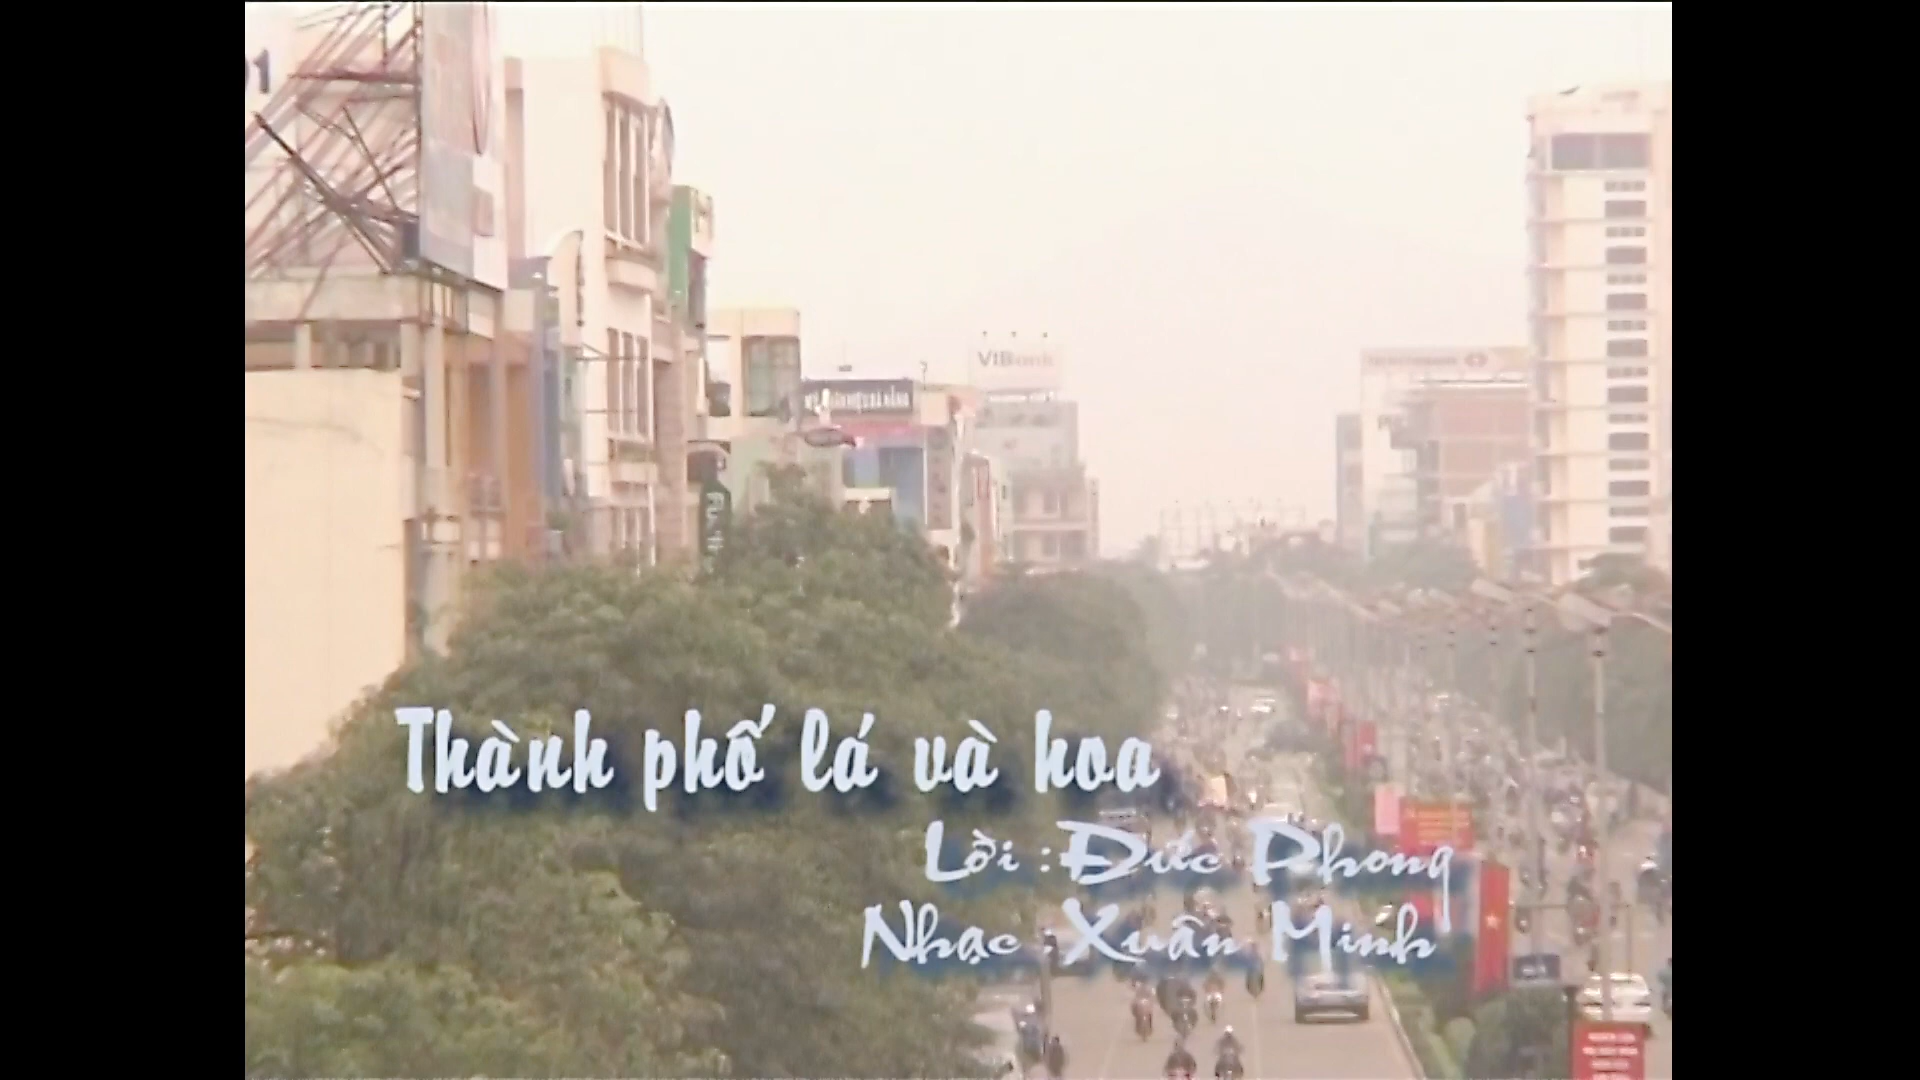 VIBank
Thành phố lá và hoa
Lời : Đức Phong
Nhạc : Xuân Minh